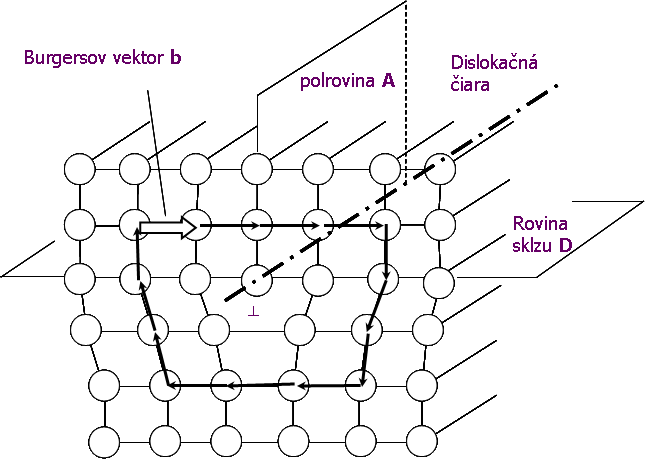 Burgersov vektor b
polrovina A
Dislokačná
čiara
Rovina
sklzu D
⊥